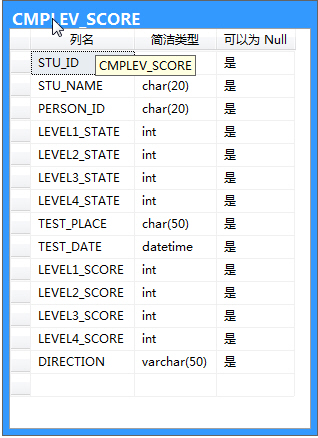 CMPLEV_SCORE
列名 简洁类型 可以为 Null
STU_ID 是
CMPLEV_SCORE
STU_NAME char(20) 是
PERSON_ID char(20) 是
LEVEL1_STATE int 是
LEVEL2_STATE int 是
LEVEL3_STATE int 是
LEVEL4_STATE int 是
TEST_PLACE char(50) 是
TEST_DATE datetime 是
LEVEL1_SCORE int 是
LEVEL2_SCORE int 是
LEVEL3_SCORE int 是
LEVEL4_SCORE int 是
DIRECTION varchar(50) 是